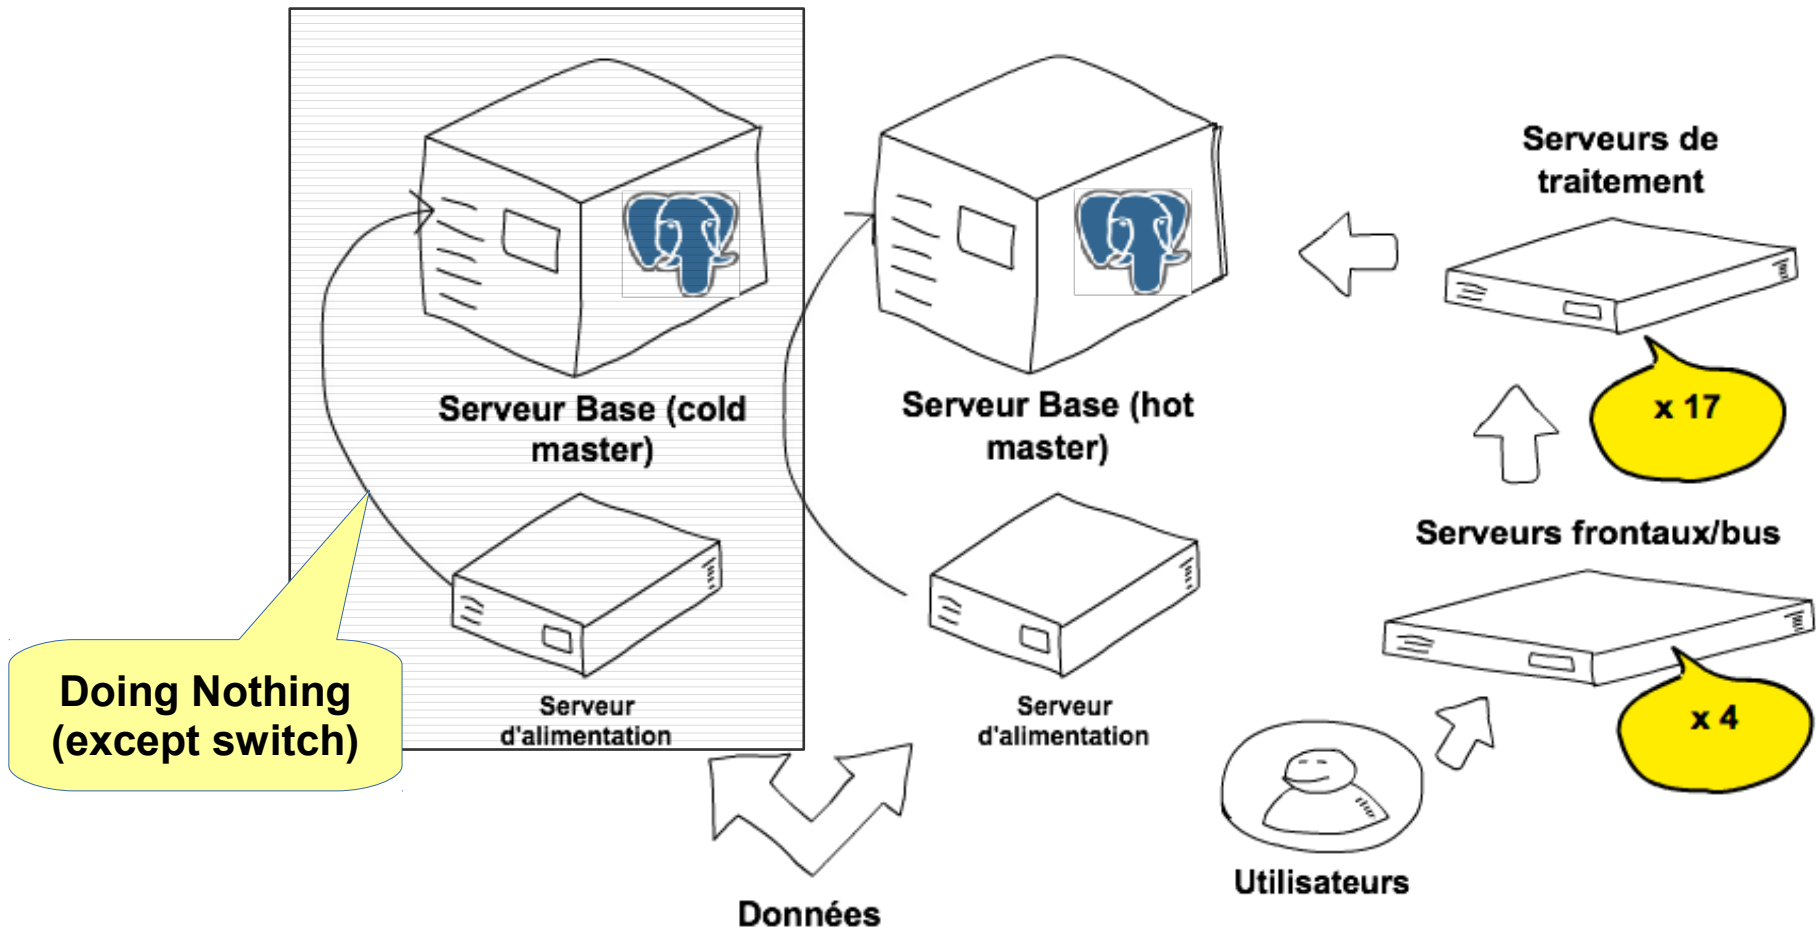 Serveurs de
traitement
x 17
Serveur Base (cold
master)
Serveur Base (hot
master)
Serveurs frontaux/bus
x 4
Doing Nothing
(except switch)
Serveur
d'alimentation
Serveur
d'alimentation
Utilisateurs
Données